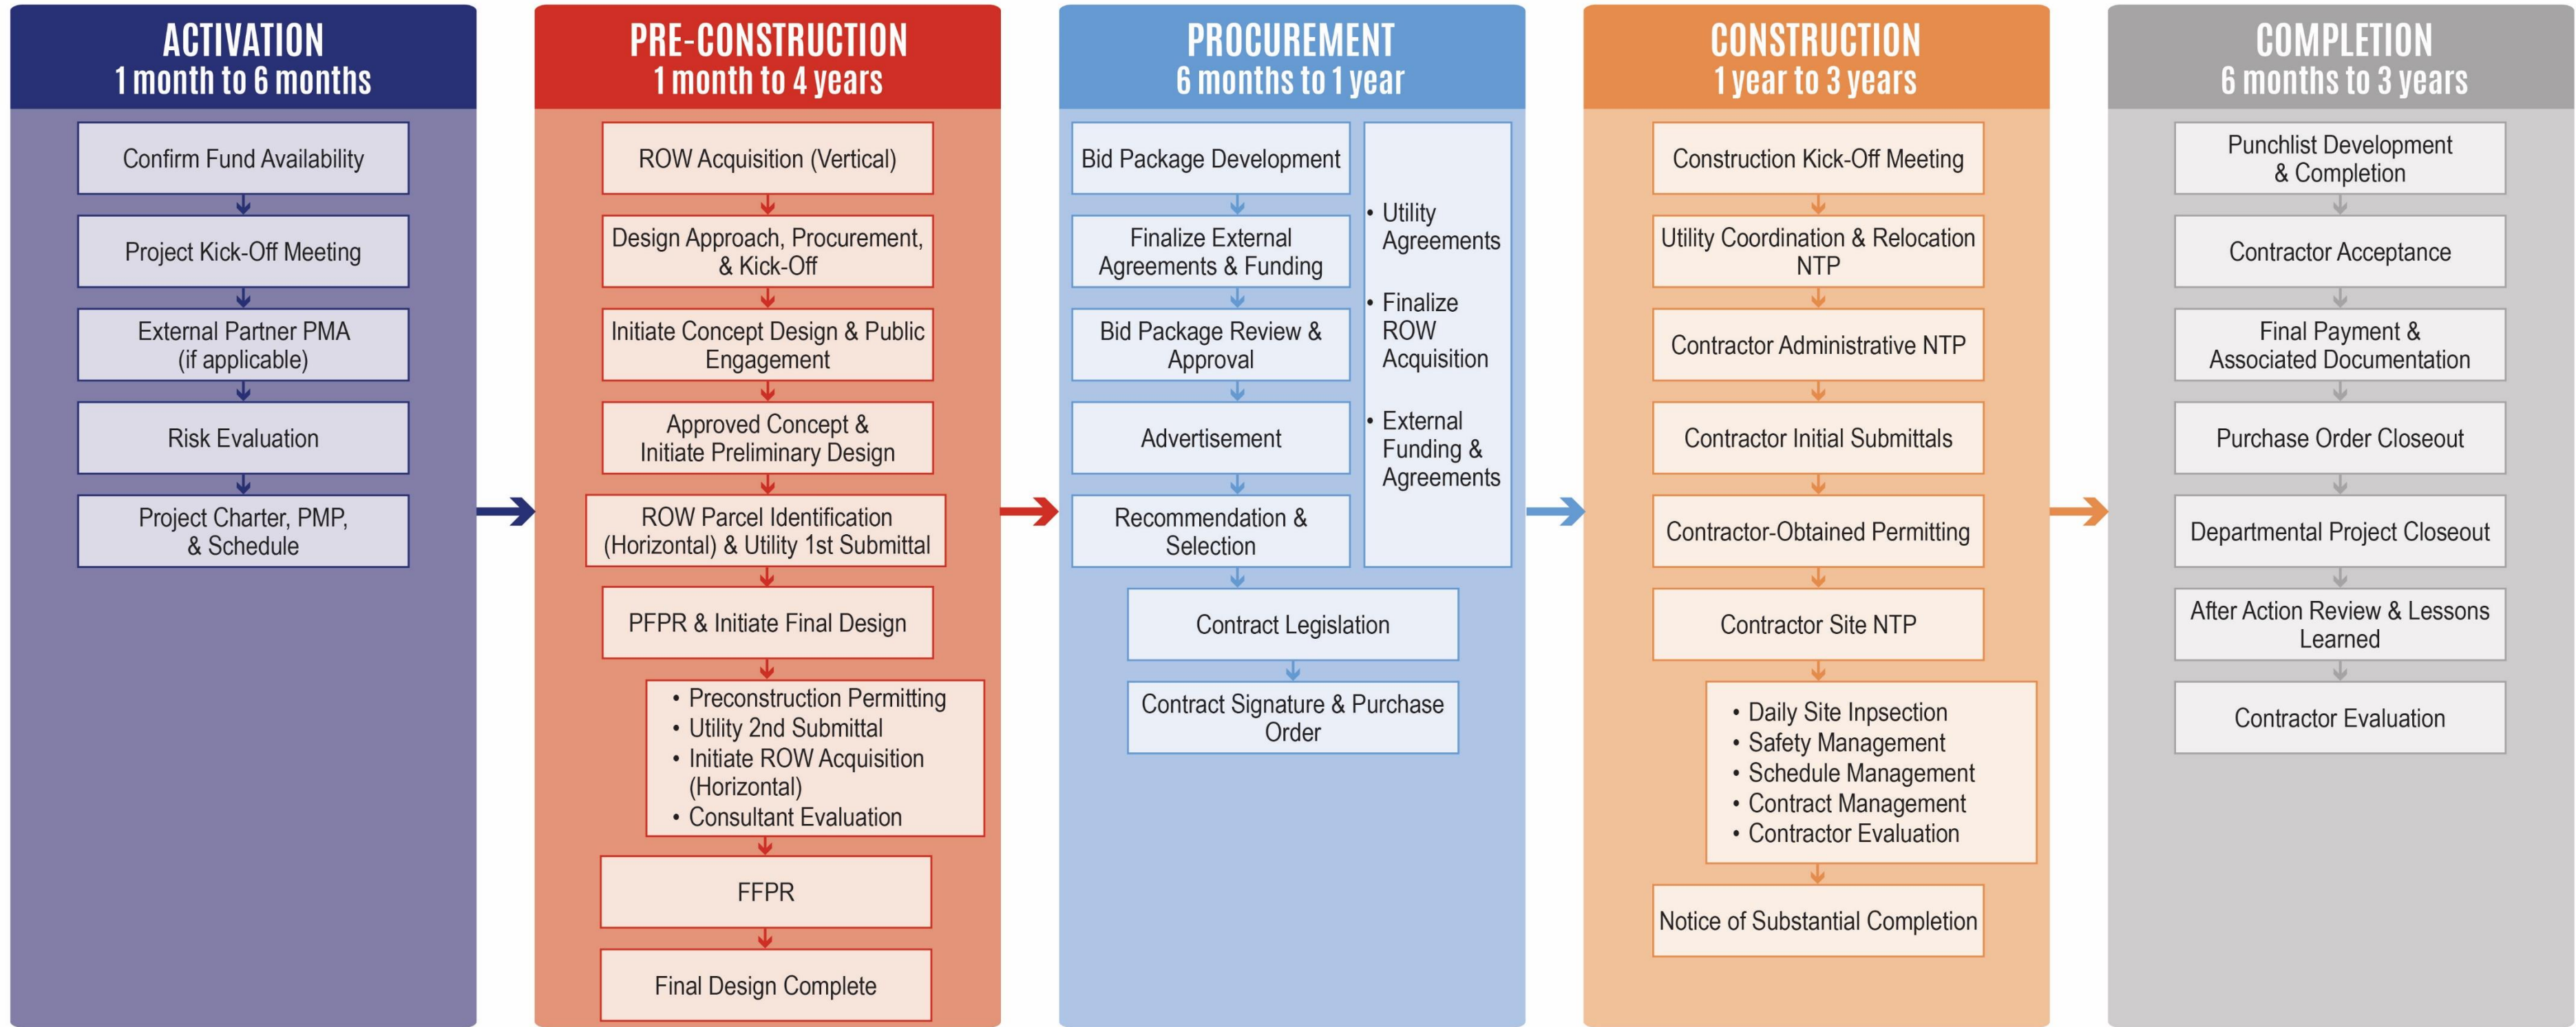 ACTIVATION
1 month to 6 months
Confirm Fund Availability
Project Kick-Off Meeting
External Partner PMA
(if applicable)
Risk Evaluation
Project Charter, PMP,
& Schedule
PRE-CONSTRUCTION
1 month to 4 years
ROW Acquisition (Vertical)
Design Approach, Procurement,
& Kick-Off
Initiate Concept Design & Public
Engagement
Approved Concept &
Initiate Preliminary Design
ROW Parcel Identification
(Horizontal) & Utility 1st Submittal
PFPR & Initiate Final Design
• Preconstruction Permitting
• Utility 2nd Submittal
• Initiate ROW Acquisition
(Horizontal)
• Consultant Evaluation
FFPR
Final Design Complete
PROCUREMENT
6 months to 1 year
Bid Package Development
Finalize External
Agreements & Funding
Bid Package Review &
Approval
Advertisement
Recommendation &
Selection
• Utility
Agreements
• Finalize
ROW
Acquisition
• External
Funding &
Agreements
Contract Legislation
Contract Signature & Purchase
Order
CONSTRUCTION
1 year to 3 years
Construction Kick-Off Meeting
Utility Coordination & Relocation
NTP
Contractor Administrative NTP
Contractor Initial Submittals
Contractor-Obtained Permitting
Contractor Site NTP
• Daily Site Inpsection
• Safety Management
• Schedule Management
• Contract Management
• Contractor Evaluation
Notice of Substantial Completion
COMPLETION
6 months to 3 years
Punchlist Development
& Completion
Contractor Acceptance
Final Payment &
Associated Documentation
Purchase Order Closeout
Departmental Project Closeout
After Action Review & Lessons
Learned
Contractor Evaluation